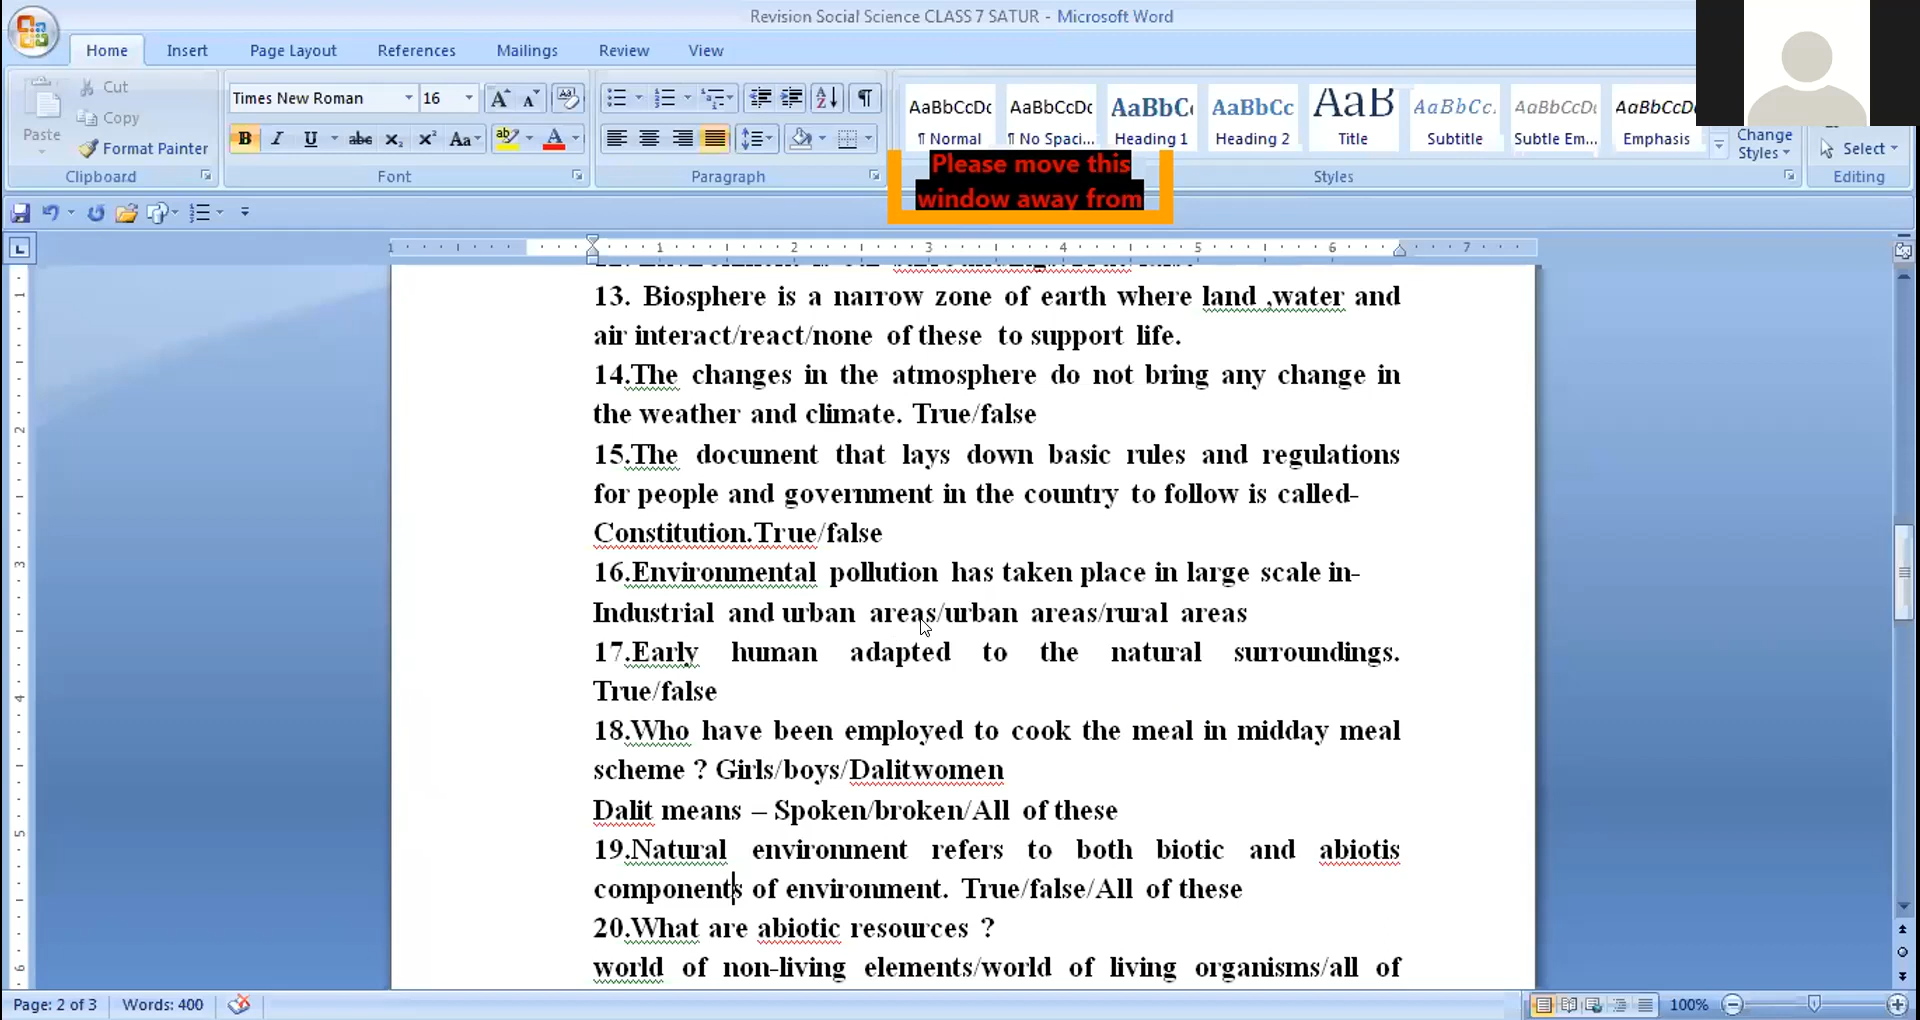 Revision Social Science CLASS 7 SATUR - Microsoft Word
Home Insert Page Layout References Mailings Review View
Cut
Copy
Format Painter
Paste
Clipboard
Times New Roman 16
Font
Paragraph
AaBbCcDc AaBbCcDc AaBbC AaBbCc AaB AaBbCc. AaBbCcDc AaBbCcDc
¶ Normal ¶ No Spaci... Heading 1 Heading 2 Title Subtitle Subtle Em... Emphasis
Change Styles
Select
Styles
Editing
Please move this
window away from
1 1 2 3 4 5 6 7
13. Biosphere is a narrow zone of earth where land ,water and
air interact/react/none of these to support life.
14.The changes in the atmosphere do not bring any change in
the weather and climate. True/false
15.The document that lays down basic rules and regulations
for people and government in the country to follow is called-
Constitution.True/false
16.Environmental pollution has taken place in large scale in-
Industrial and urban areas/urban areas/rural areas
17.Early human adapted to the natural surroundings.
True/false
18.Who have been employed to cook the meal in midday meal
scheme ? Girls/boys/Dalitwomen
Dalit means – Spoken/broken/All of these
19.Natural environment refers to both biotic and abiotis
components of environment. True/false/All of these
20.What are abiotic resources ?
world of non-living elements/world of living organisms/all of
Page: 2 of 3 Words: 400 100%